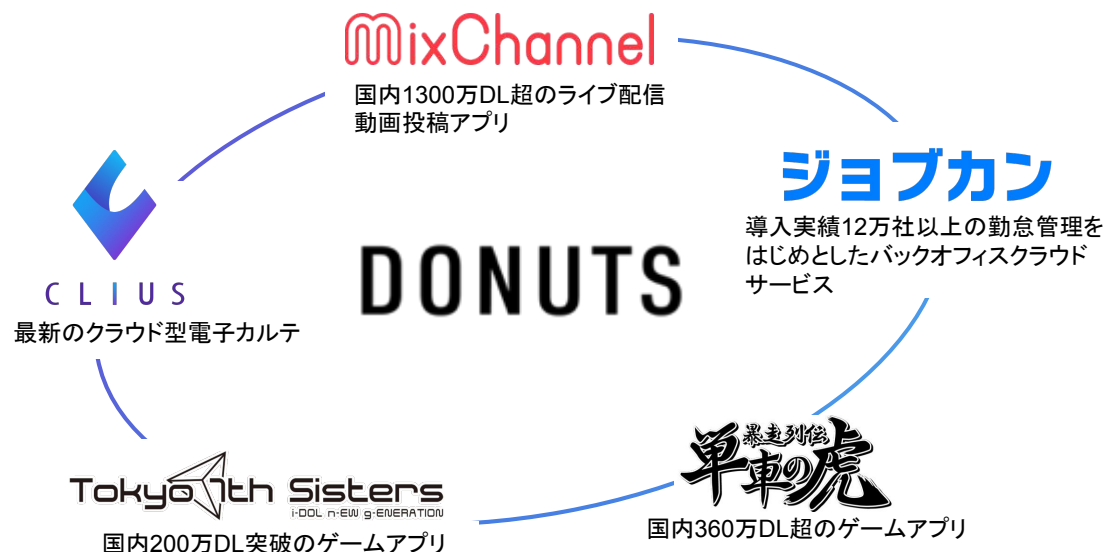 MixChannel
国内1300万DL超のライブ配信
動画投稿アプリ
ジョブカン
導入実績12万社以上の勤怠管理を
はじめとしたバックオフィスクラウド
サービス
DONUTS
CLIUS
最新のクラウド型電子カルテ
Tokyo 7th Sisters
i-DOL n-EW g-ENERATION
国内200万DL突破のゲームアプリ
暴走列伝
単車の虎
国内360万DL超のゲームアプリ